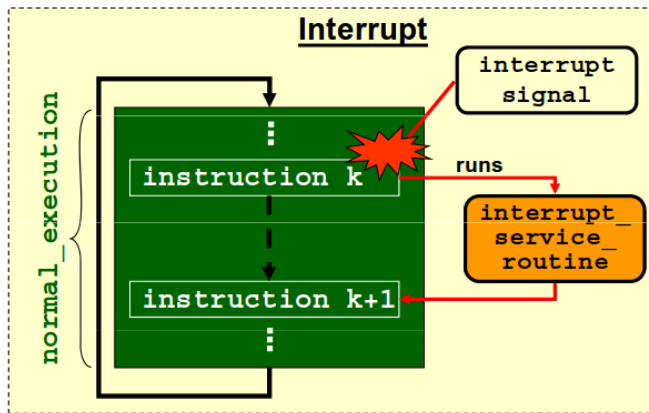 Interrupt
interrupt
signal
normal_execution
instruction k
runs
interrupt_
service_
routine
instruction k+1